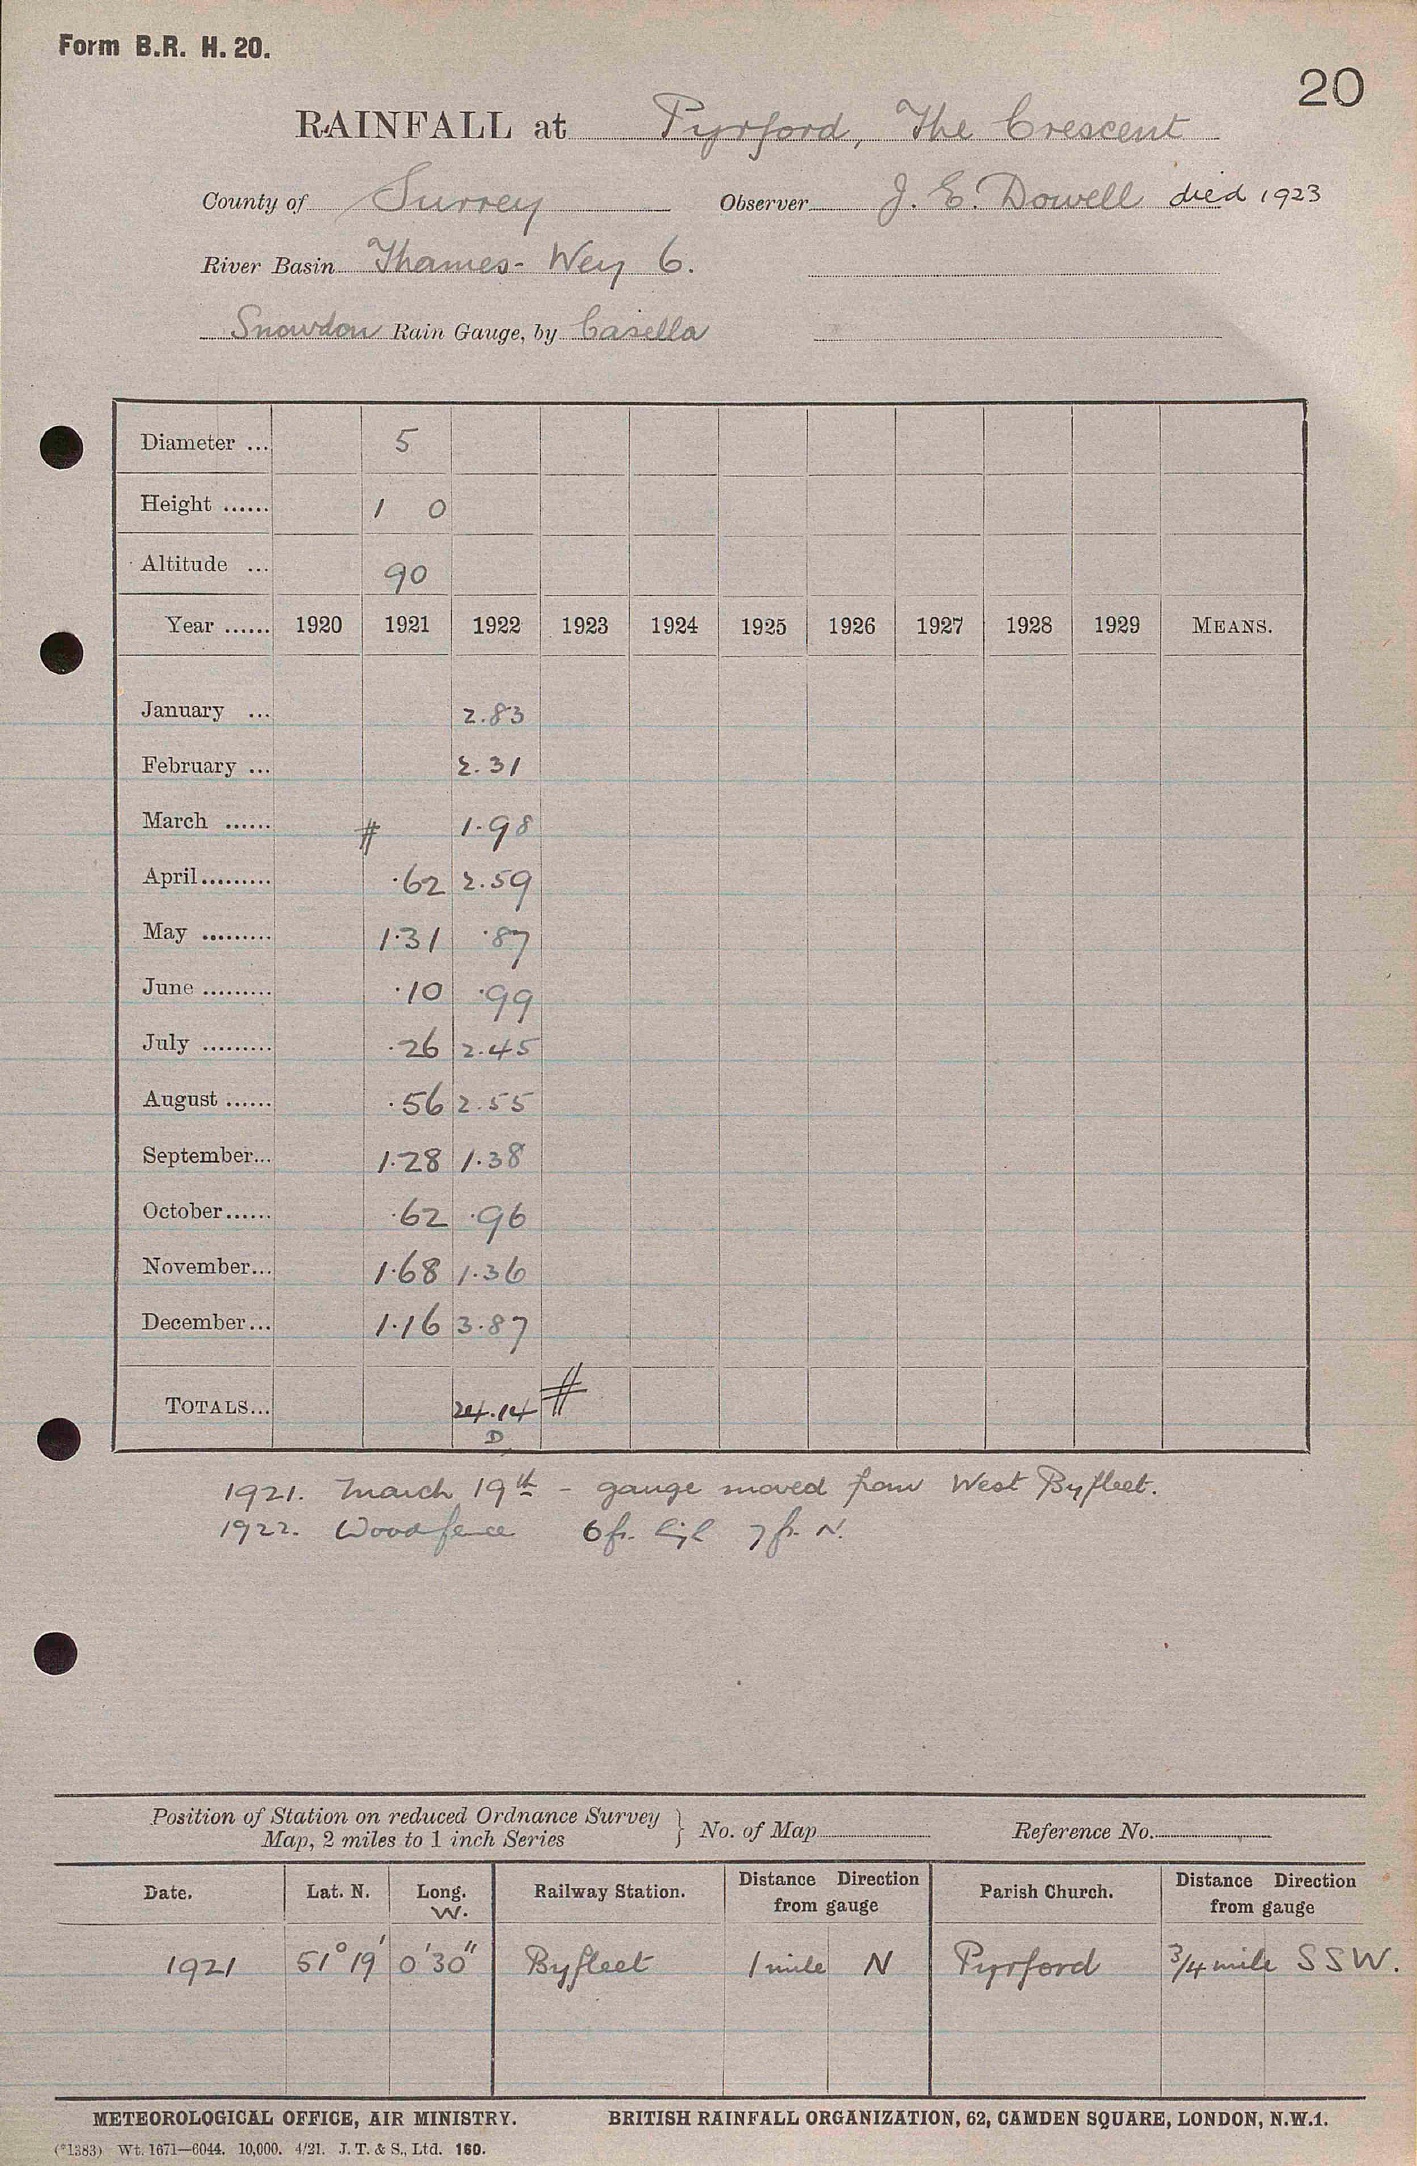 Form B.R. H. 20.
20
RAINFALL at Pyrford, The Crescent
County of Surrey Observer J. E. Dowell died 1923
River Basin Thames - Wey 6.
Snowdon Rain Gauge, by Casella
Diameter ... 5
Height ...... 1 0
Altitude ... 90
Year ...... 1920 1921 1922 1923 1924 1925 1926 1927 1928 1929 MEANS.
January ... 2.83
February ... 2.31
March ...... # 1.98
April......... .62 2.59
May ......... 1.31 .87
June ......... .10 .99
July ......... .26 2.45
August ...... .56 2.55
September... 1.28 1.38
October...... .62 .96
November... 1.68 1.36
December... 1.16 3.87
TOTALS... 24.14 #
D
1921. March 19th - gauge moved from West Byfleet.
1922. Wood fence 6 ft. high 7 ft. N.
Position of Station on reduced Ordnance Survey
Map, 2 miles to 1 inch Series } No. of Map Reference No.
Date. Lat. N. Long. W. Railway Station. Distance Direction from gauge Parish Church. Distance Direction from gauge
1921 51° 19' 0' 30" Byfleet 1 mile N Pyrford 3/4 mile SSW.
METEOROLOGICAL OFFICE, AIR MINISTRY. BRITISH RAINFALL ORGANIZATION, 62, CAMDEN SQUARE, LONDON, N.W.1.
(*1383) Wt. 1671—6044. 10,000. 4/21. J. T. & S., Ltd. 160.